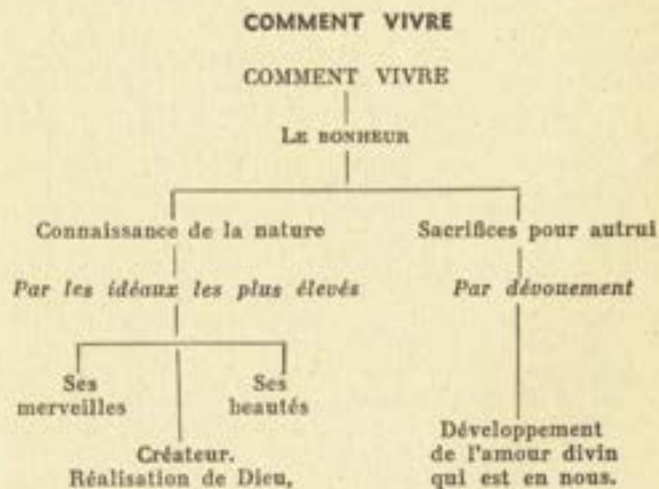 COMMENT VIVRE
COMMENT VIVRE
LE BONHEUR
Connaissance de la nature
Sacrifices pour autrui
Par les idéaux les plus élevés
Par dévouement
Ses
merveilles
Ses
beautés
Créateur.
Réalisation de Dieu,
Développement
de l'amour divin
qui est en nous.